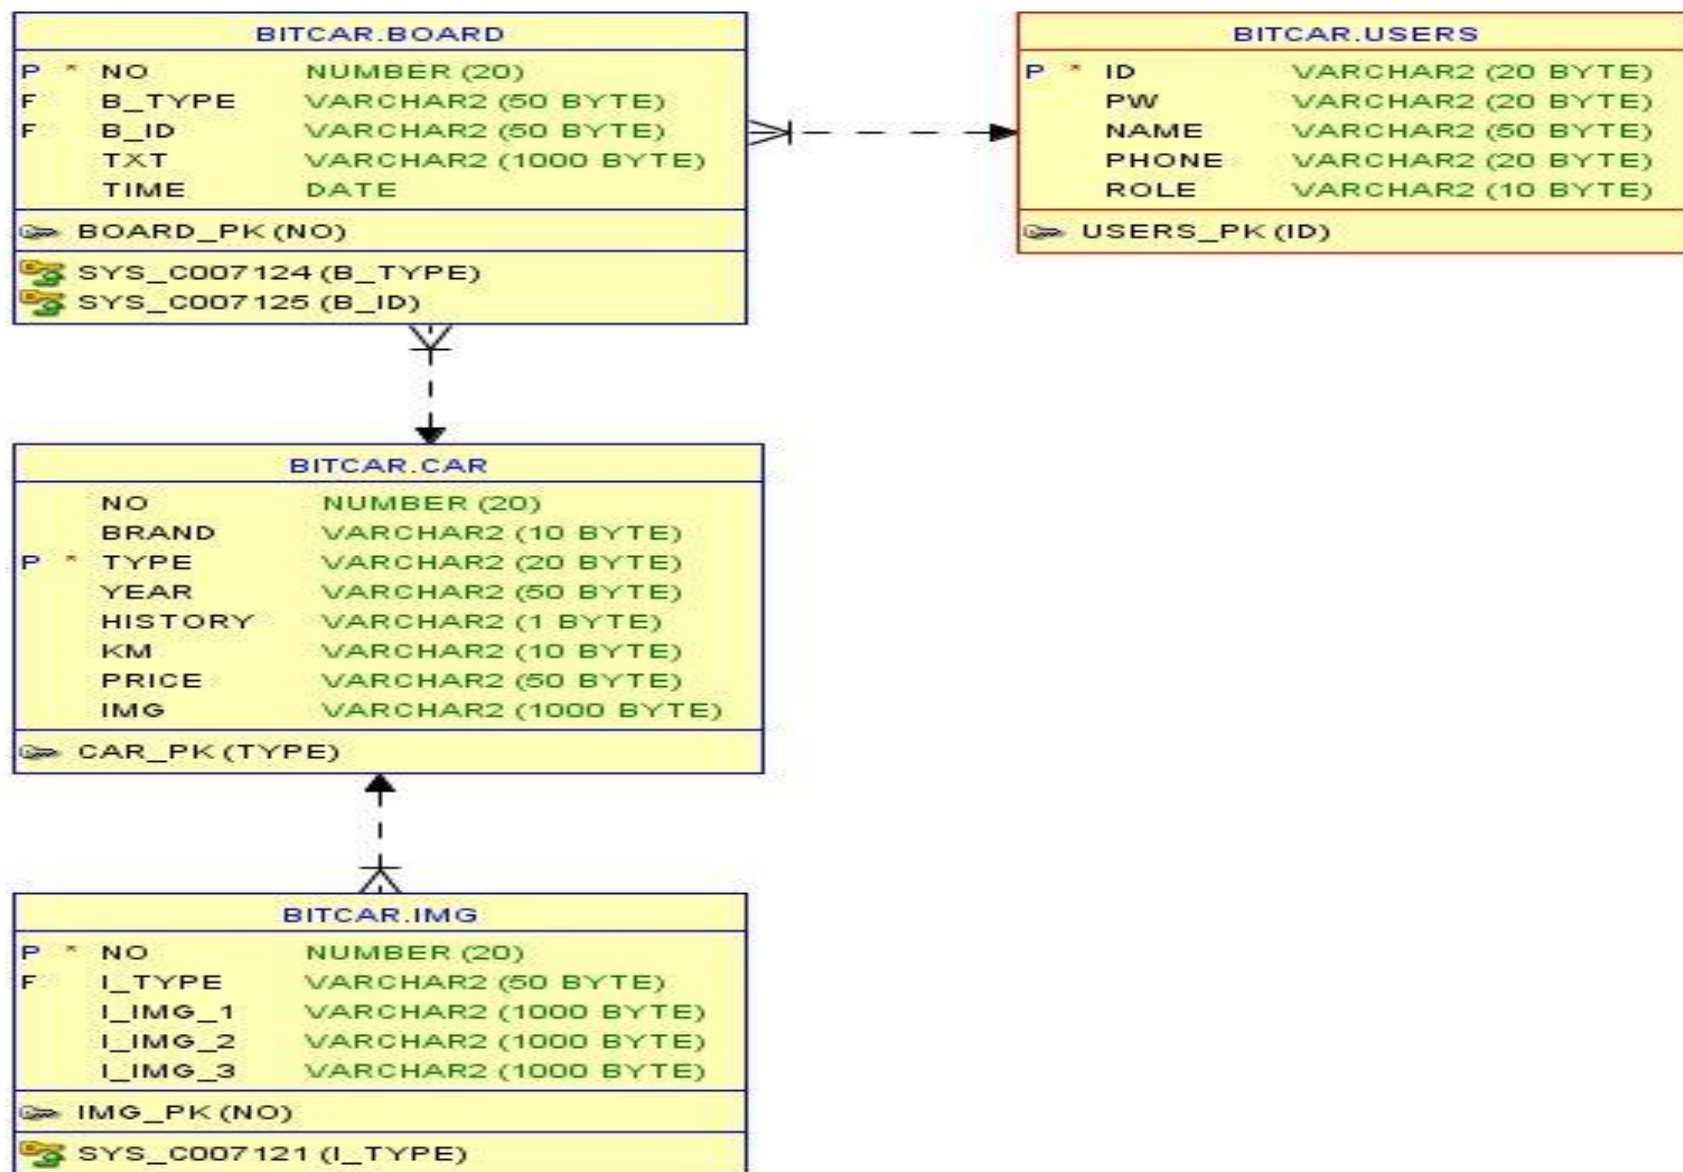 BITCAR.BOARD
P * NO NUMBER (20)
F B_TYPE VARCHAR2 (50 BYTE)
F B_ID VARCHAR2 (50 BYTE)
TXT VARCHAR2 (1000 BYTE)
TIME DATE
BOARD_PK (NO)
SYS_C007124 (B_TYPE)
SYS_C007125 (B_ID)
BITCAR.USERS
P * ID VARCHAR2 (20 BYTE)
PW VARCHAR2 (20 BYTE)
NAME VARCHAR2 (50 BYTE)
PHONE VARCHAR2 (20 BYTE)
ROLE VARCHAR2 (10 BYTE)
USERS_PK (ID)
BITCAR.CAR
NO NUMBER (20)
BRAND VARCHAR2 (10 BYTE)
P * TYPE VARCHAR2 (20 BYTE)
YEAR VARCHAR2 (50 BYTE)
HISTORY VARCHAR2 (1 BYTE)
KM VARCHAR2 (10 BYTE)
PRICE VARCHAR2 (50 BYTE)
IMG VARCHAR2 (1000 BYTE)
CAR_PK (TYPE)
BITCAR.IMG
P * NO NUMBER (20)
F I_TYPE VARCHAR2 (50 BYTE)
I_IMG_1 VARCHAR2 (1000 BYTE)
I_IMG_2 VARCHAR2 (1000 BYTE)
I_IMG_3 VARCHAR2 (1000 BYTE)
IMG_PK (NO)
SYS_C007121 (I_TYPE)